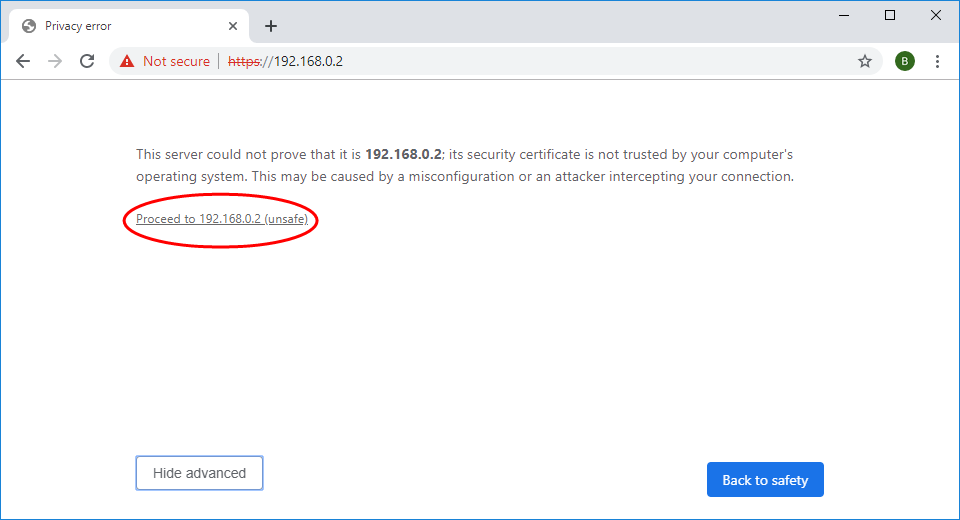 Privacy error
Not secure | https://192.168.0.2
B
This server could not prove that it is 192.168.0.2; its security certificate is not trusted by your computer's
operating system. This may be caused by a misconfiguration or an attacker intercepting your connection.
Proceed to 192.168.0.2 (unsafe)
Hide advanced
Back to safety